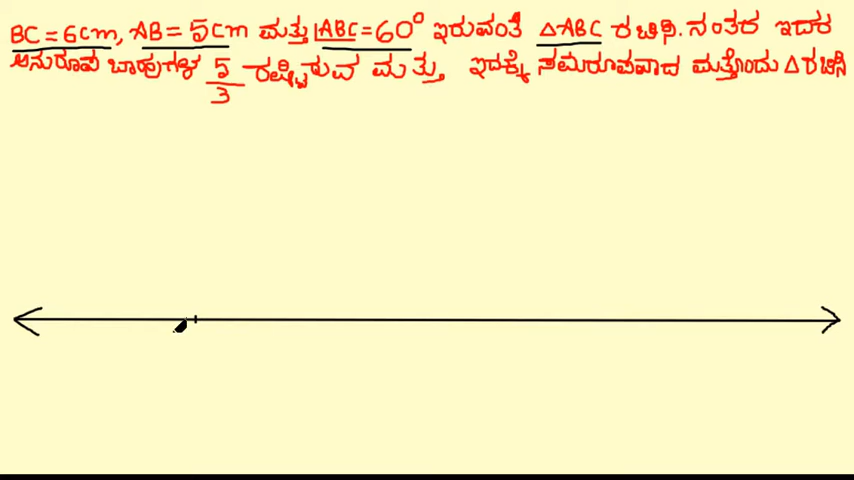 BC = 6cm, AB = 5cm ಮತ್ತು ∠ABC = 60° ಇರುವಂತೆ △ABC ರಚಿಸಿ. ನಂತರ ಇದರ
ಅನುರೂಪ ಬಾಹುಗಳ 5/3 ರಷ್ಟಿರುವ ಮತ್ತು ಇದಕ್ಕೆ ಸಮರೂಪವಾದ ಮತ್ತೊಂದು △ ರಚಿಸಿ